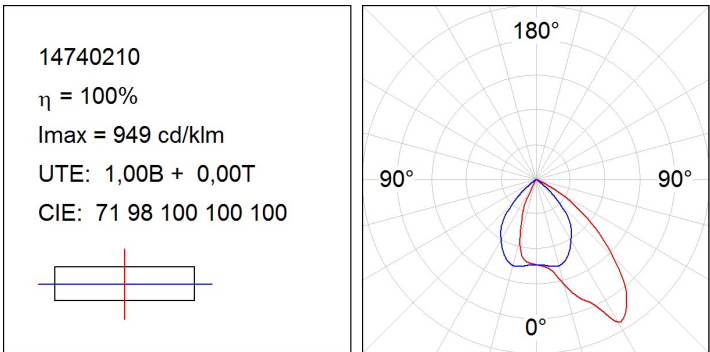 14740210
η = 100%
Imax = 949 cd/klm
UTE:  1,00B +  0,00T
CIE:  71 98 100 100 100
180°
90°
90°
0°